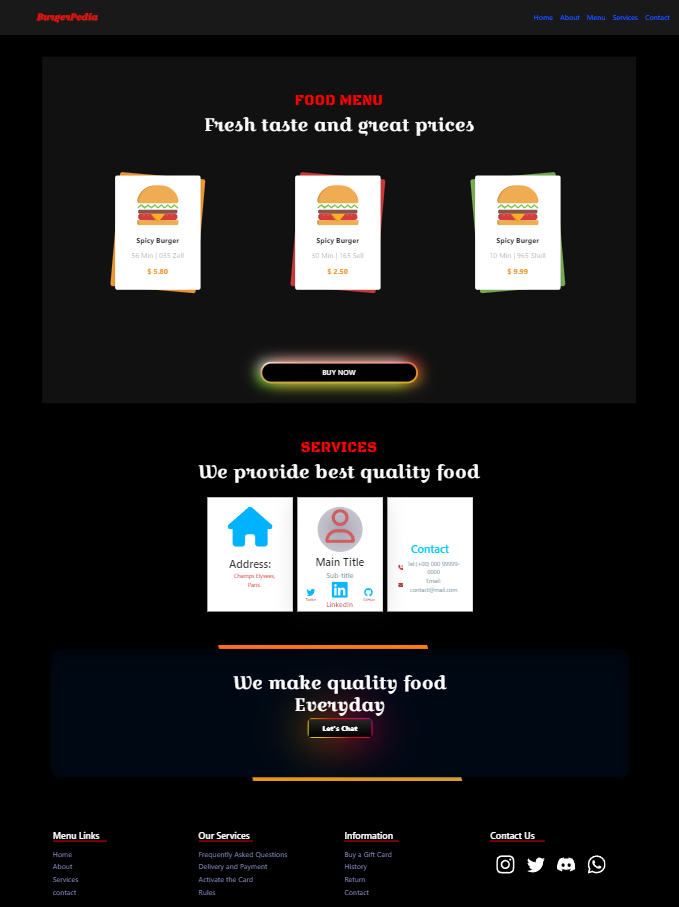 BurgerPedia
Home About Menu Services Contact
FOOD MENU
Fresh taste and great prices
Spicy Burger
56 Min | 035 Zell
$ 5.80
Spicy Burger
30 Min | 165 Sell
$ 2.50
Spicy Burger
10 Min | 965 Shell
$ 9.99
BUY NOW
SERVICES
We provide best quality food
Address:
Champs Elysees,
Paris.
Main Title
Sub-title
Twitter
LinkedIn
GitHub
Contact
Tel:(+00) 000 99999-
0000
Email:
contact@mail.com
We make quality food
Everyday
Let's Chat
Menu Links
Home
About
Services
contact
Our Services
Frequently Asked Questions
Delivery and Payment
Activate the Card
Rules
Information
Buy a Gift Card
History
Return
Contact
Contact Us